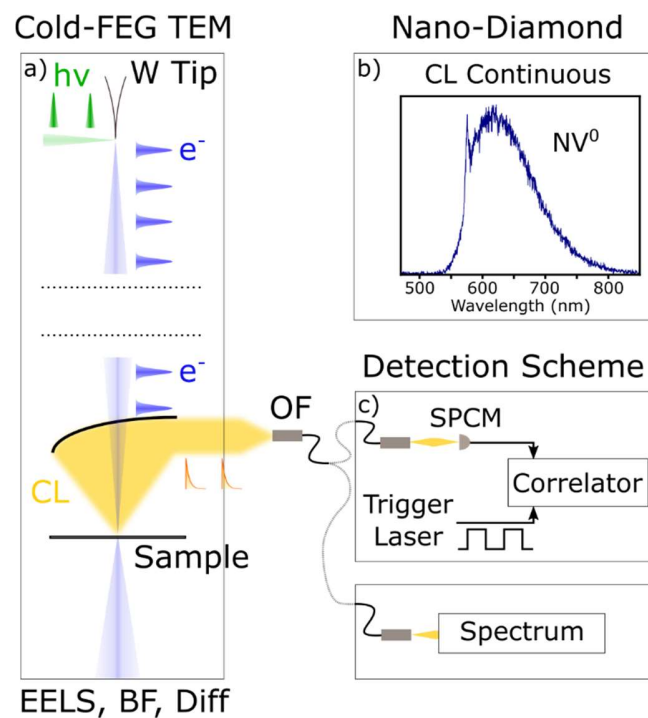 Cold-FEG TEM
a)
hν
W Tip
e-
e-
CL
Sample
EELS, BF, Diff
OF
Nano-Diamond
b)
CL Continuous
NV⁰
500 600 700 800
Wavelength (nm)
Detection Scheme
c)
SPCM
Correlator
Trigger
Laser
Spectrum